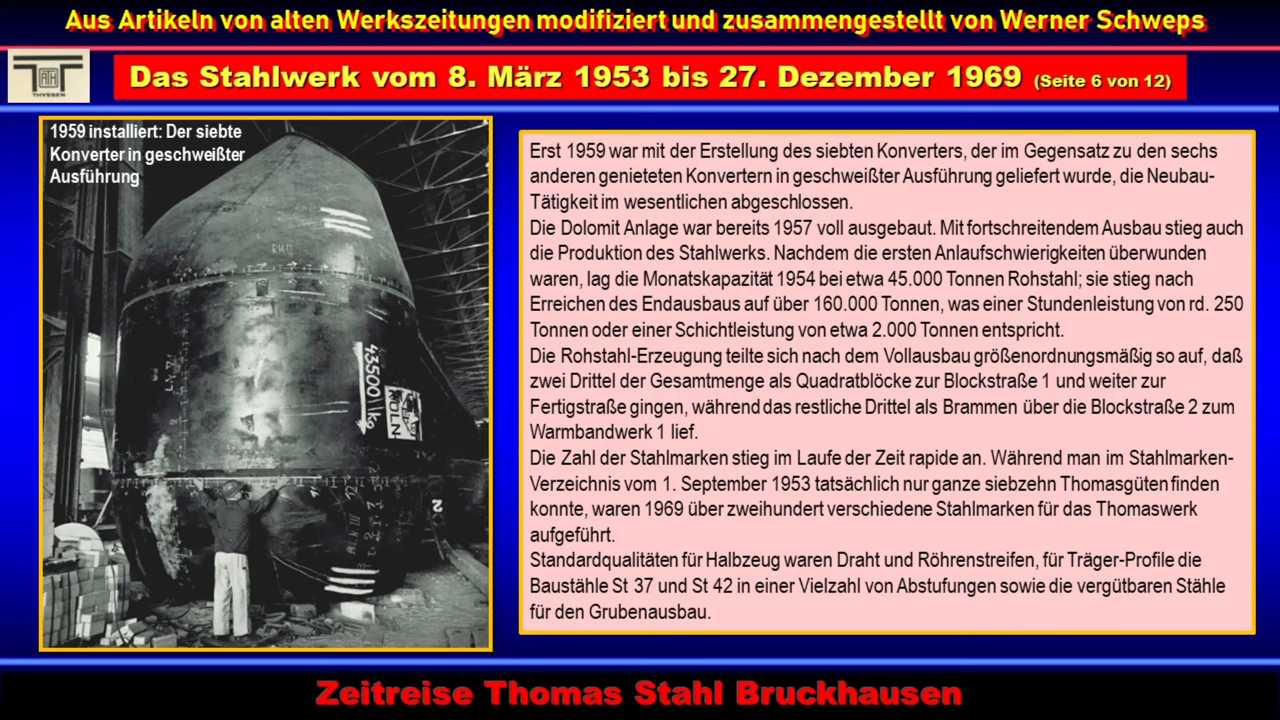 Aus Artikeln von alten Werkszeitungen modifiziert und zusammengestellt von Werner Schweps
ATH
THYSSEN
Das Stahlwerk vom 8. März 1953 bis 27. Dezember 1969 (Seite 6 von 12)
1959 installiert: Der siebte
Konverter in geschweißter
Ausführung
43500 kg
KÖLN
2
Erst 1959 war mit der Erstellung des siebten Konverters, der im Gegensatz zu den sechs
anderen genieteten Konvertern in geschweißter Ausführung geliefert wurde, die Neubau-
Tätigkeit im wesentlichen abgeschlossen.
Die Dolomit Anlage war bereits 1957 voll ausgebaut. Mit fortschreitendem Ausbau stieg auch
die Produktion des Stahlwerks. Nachdem die ersten Anlaufschwierigkeiten überwunden
waren, lag die Monatskapazität 1954 bei etwa 45.000 Tonnen Rohstahl; sie stieg nach
Erreichen des Endausbaus auf über 160.000 Tonnen, was einer Stundenleistung von rd. 250
Tonnen oder einer Schichtleistung von etwa 2.000 Tonnen entspricht.
Die Rohstahl-Erzeugung teilte sich nach dem Vollausbau größenordnungsmäßig so auf, daß
zwei Drittel der Gesamtmenge als Quadratblöcke zur Blockstraße 1 und weiter zur
Fertigstraße gingen, während das restliche Drittel als Brammen über die Blockstraße 2 zum
Warmbandwerk 1 lief.
Die Zahl der Stahlmarken stieg im Laufe der Zeit rapide an. Während man im Stahlmarken-
Verzeichnis vom 1. September 1953 tatsächlich nur ganze siebzehn Thomasgüten finden
konnte, waren 1969 über zweihundert verschiedene Stahlmarken für das Thomaswerk
aufgeführt.
Standardqualitäten für Halbzeug waren Draht und Röhrenstreifen, für Träger-Profile die
Baustähle St 37 und St 42 in einer Vielzahl von Abstufungen sowie die vergütbaren Stähle
für den Grubenausbau.
Zeitreise Thomas Stahl Bruckhausen